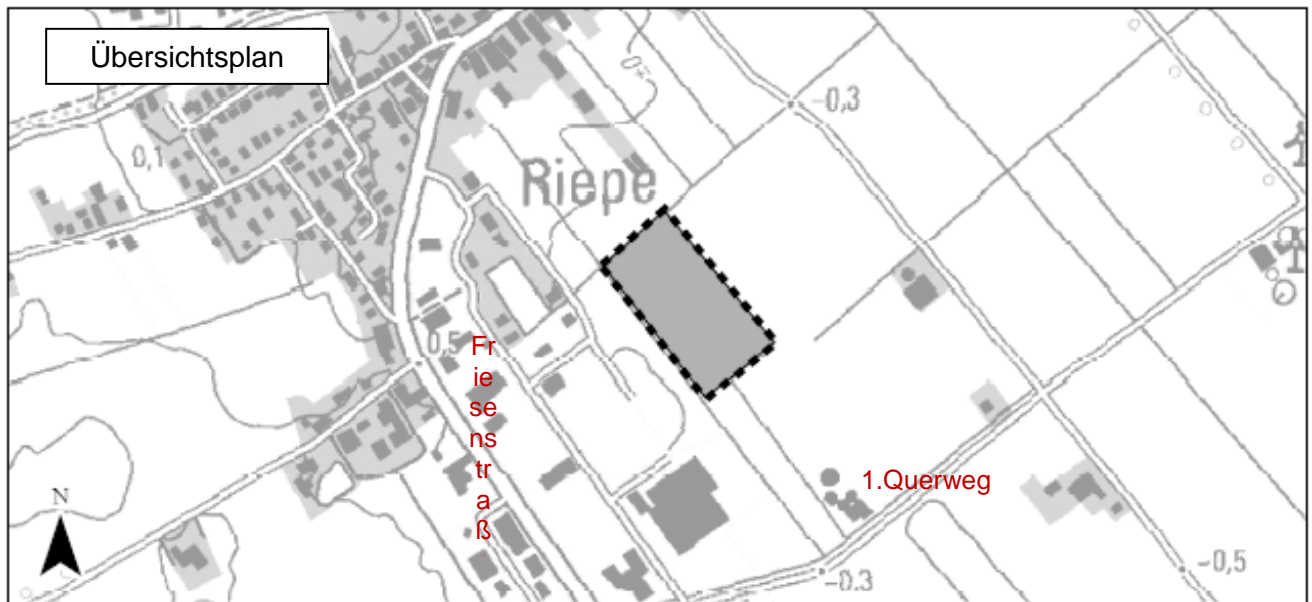 Übersichtsplan
-0,3
0,1
Riepe
0,5
Fr
ie
se
ns
tr
a
ß
1.Querweg
N
-0.3
-0,5